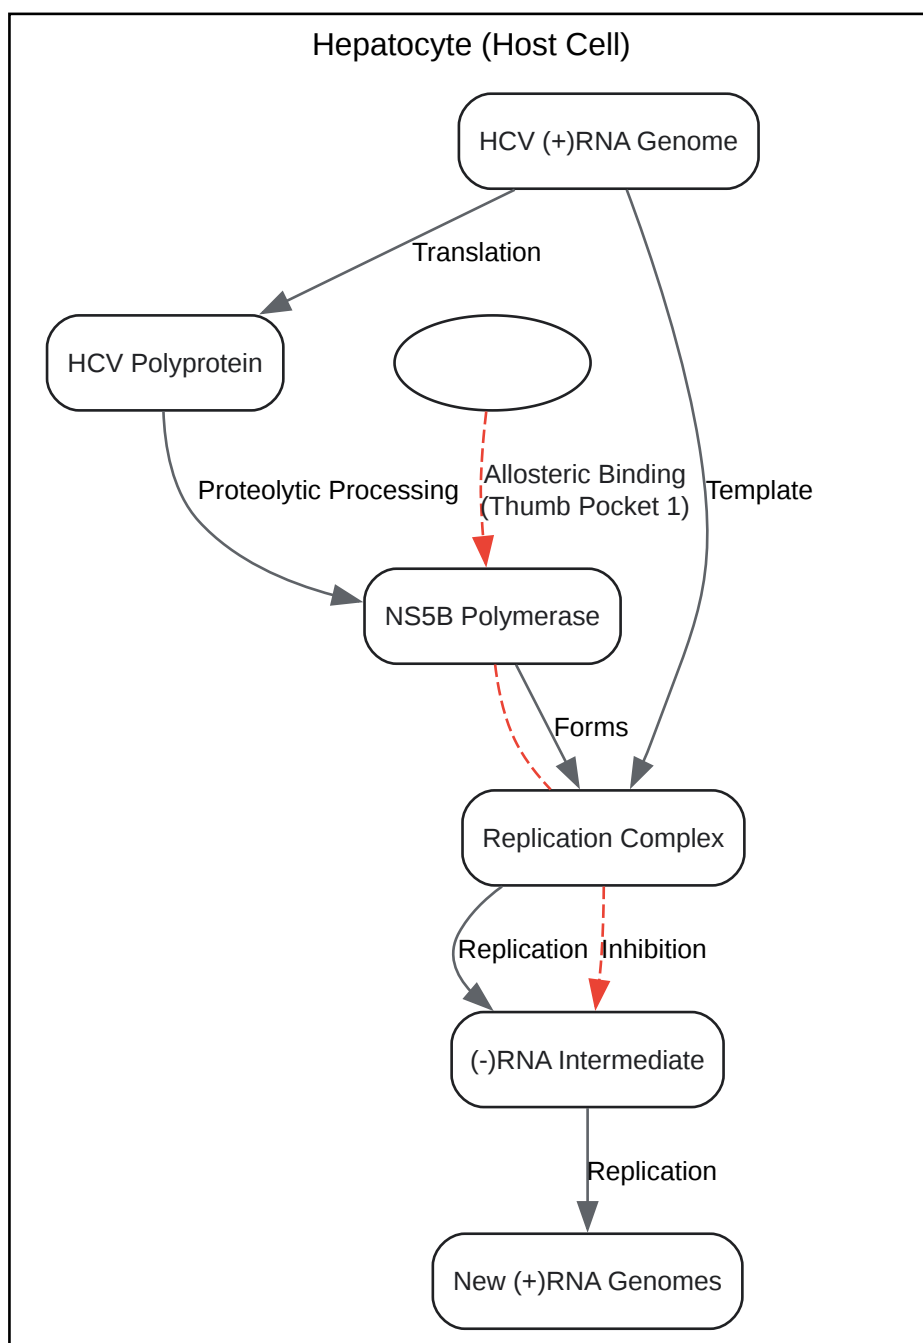 Hepatocyte (Host Cell)
HCV (+)RNA Genome
Translation
HCV Polyprotein
Proteolytic Processing
Allosteric Binding
(Thumb Pocket 1)
Template
NS5B Polymerase
Forms
Replication Complex
Replication
Inhibition
(-)RNA Intermediate
Replication
New (+)RNA Genomes